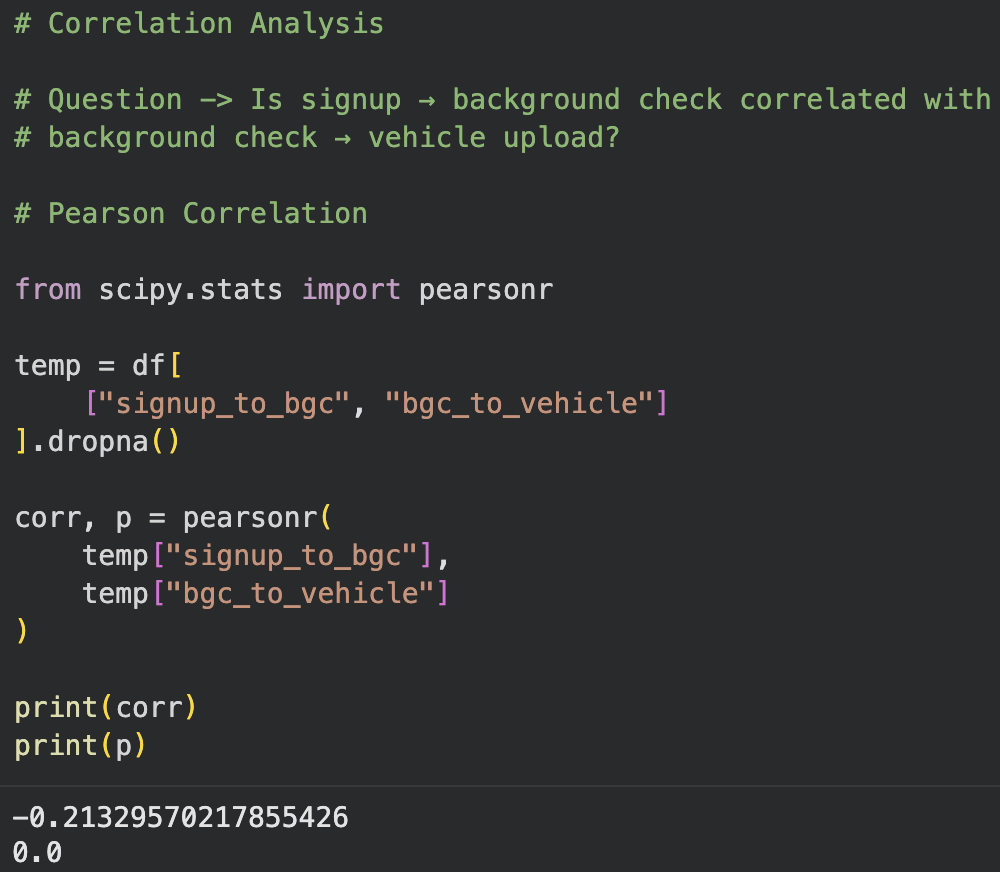 # Correlation Analysis
# Question -> Is signup → background check correlated with
# background check → vehicle upload?
# Pearson Correlation
from scipy.stats import pearsonr
temp = df[
    ["signup_to_bgc", "bgc_to_vehicle"]
].dropna()
corr, p = pearsonr(
    temp["signup_to_bgc"],
    temp["bgc_to_vehicle"]
)
print(corr)
print(p)
-0.21329570217855426
0.0